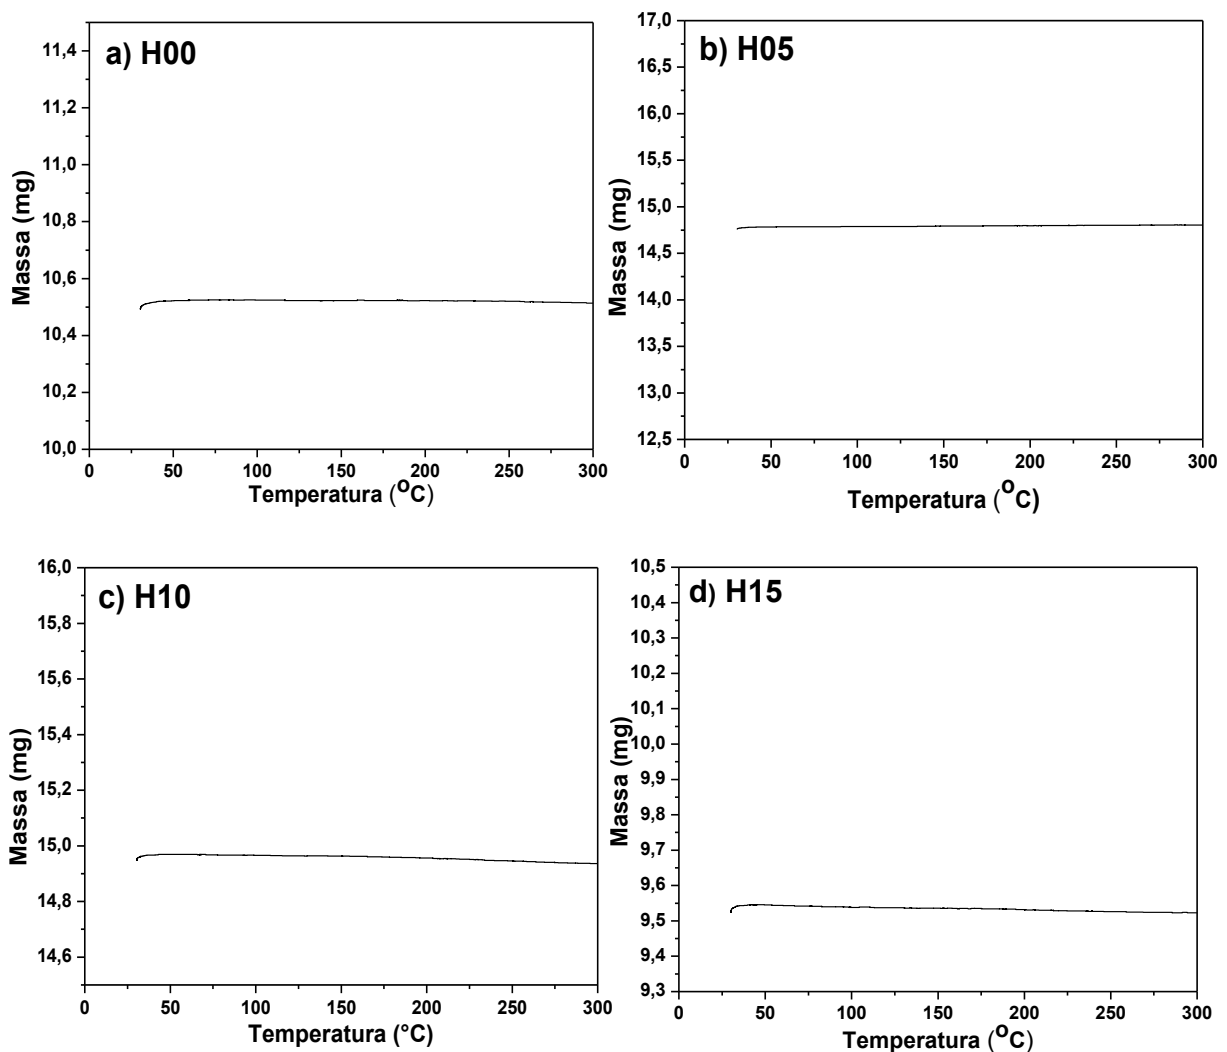 a) H00
11,4
11,2
11,0
10,8
10,6
10,4
10,2
10,0
Massa (mg)
0 50 100 150 200 250 300
Temperatura (°C)
b) H05
17,0
16,5
16,0
15,5
15,0
14,5
14,0
13,5
13,0
12,5
Massa (mg)
0 50 100 150 200 250 300
Temperatura (°C)
c) H10
16,0
15,8
15,6
15,4
15,2
15,0
14,8
14,6
Massa (mg)
0 50 100 150 200 250 300
Temperatura (°C)
d) H15
10,5
10,4
10,3
10,2
10,1
10,0
9,9
9,8
9,7
9,6
9,5
9,4
9,3
Massa (mg)
0 50 100 150 200 250 300
Temperatura (°C)